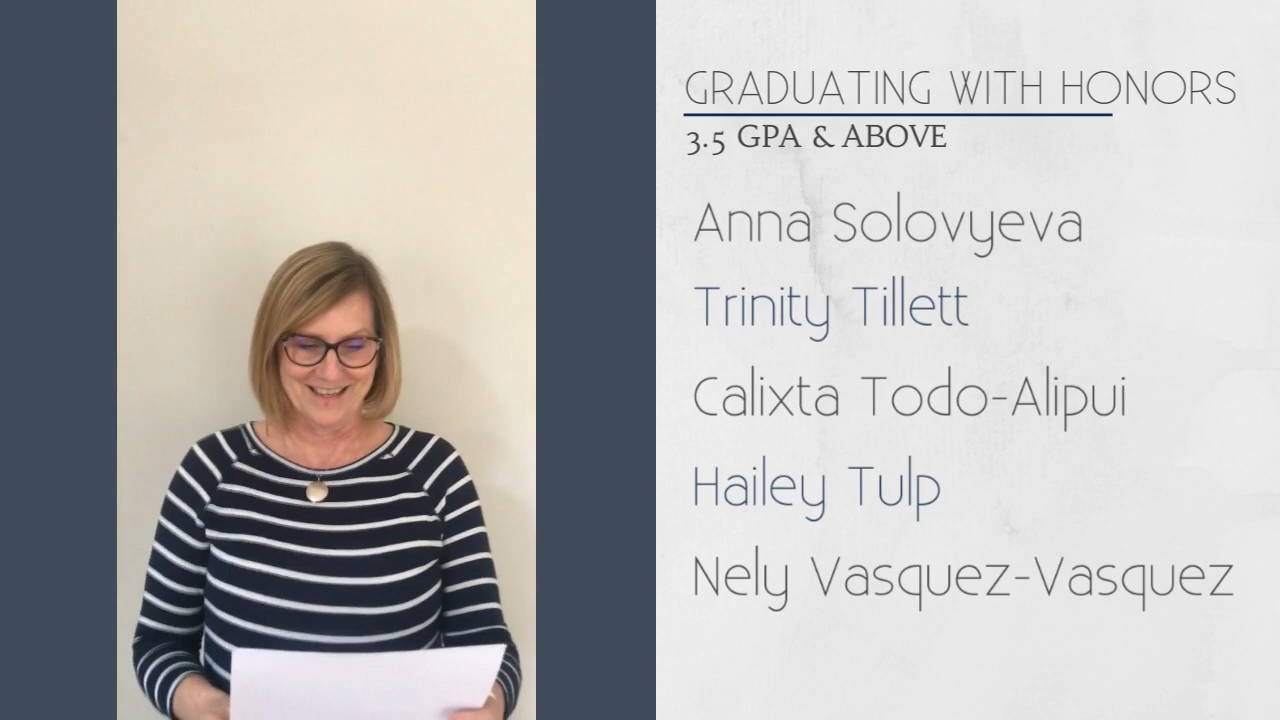 GRADUATING WITH HONORS
3.5 GPA & ABOVE
Anna Solovyeva
Trinity Tillett
Calixta Todo-Alipui
Hailey Tulp
Nely Vasquez-Vasquez